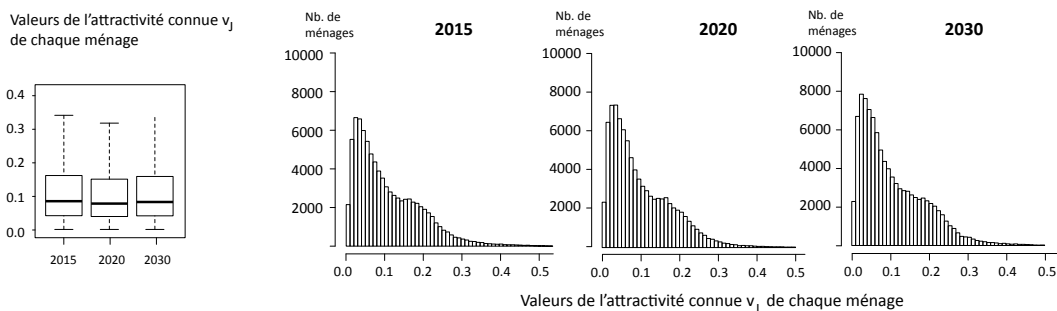 Valeurs de l'attractivité connue vJ
de chaque ménage
0.4
0.3
0.2
0.1
0.0
2015 2020 2030
Nb. de
ménages
2015
10000
8000
6000
4000
2000
0.0 0.1 0.2 0.3 0.4 0.5
Nb. de
ménages
2020
10000
8000
6000
4000
2000
0.0 0.1 0.2 0.3 0.4 0.5
Nb. de
ménages
2030
10000
8000
6000
4000
2000
0.0 0.1 0.2 0.3 0.4 0.5
Valeurs de l'attractivité connue vJ de chaque ménage